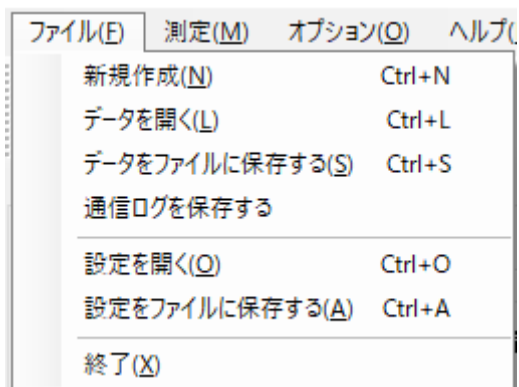 ファイル(F) 測定(M) オプション(O) ヘルプ(
新規作成(N) Ctrl+N
データを開く(L) Ctrl+L
データをファイルに保存する(S) Ctrl+S
通信ログを保存する
設定を開く(O) Ctrl+O
設定をファイルに保存する(A) Ctrl+A
終了(X)